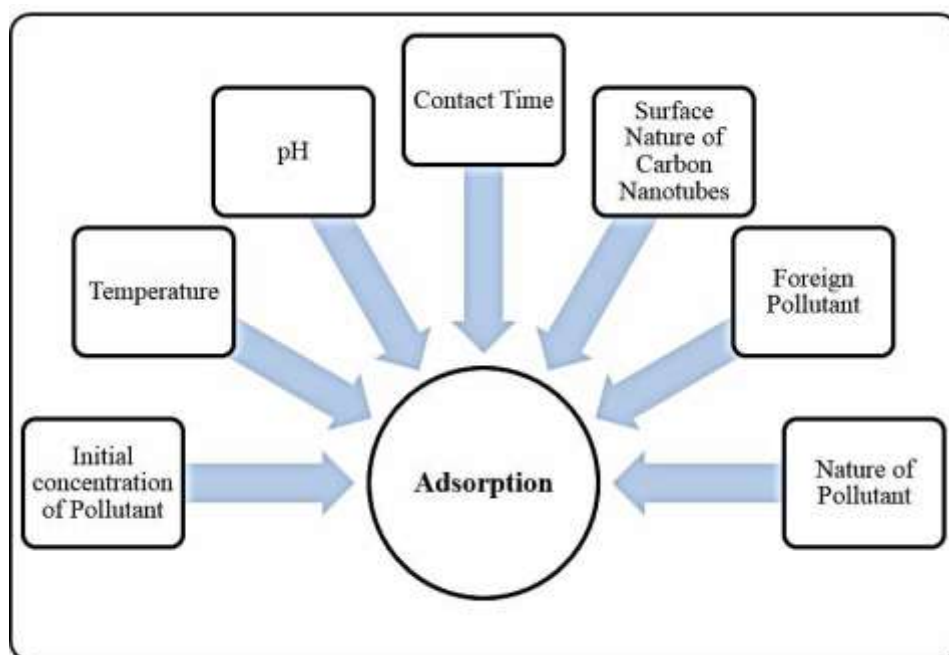 Contact Time
pH
Surface
Nature of
Carbon
Nanotubes
Temperature
Foreign
Pollutant
Initial
concentration
of Pollutant
Adsorption
Nature of
Pollutant